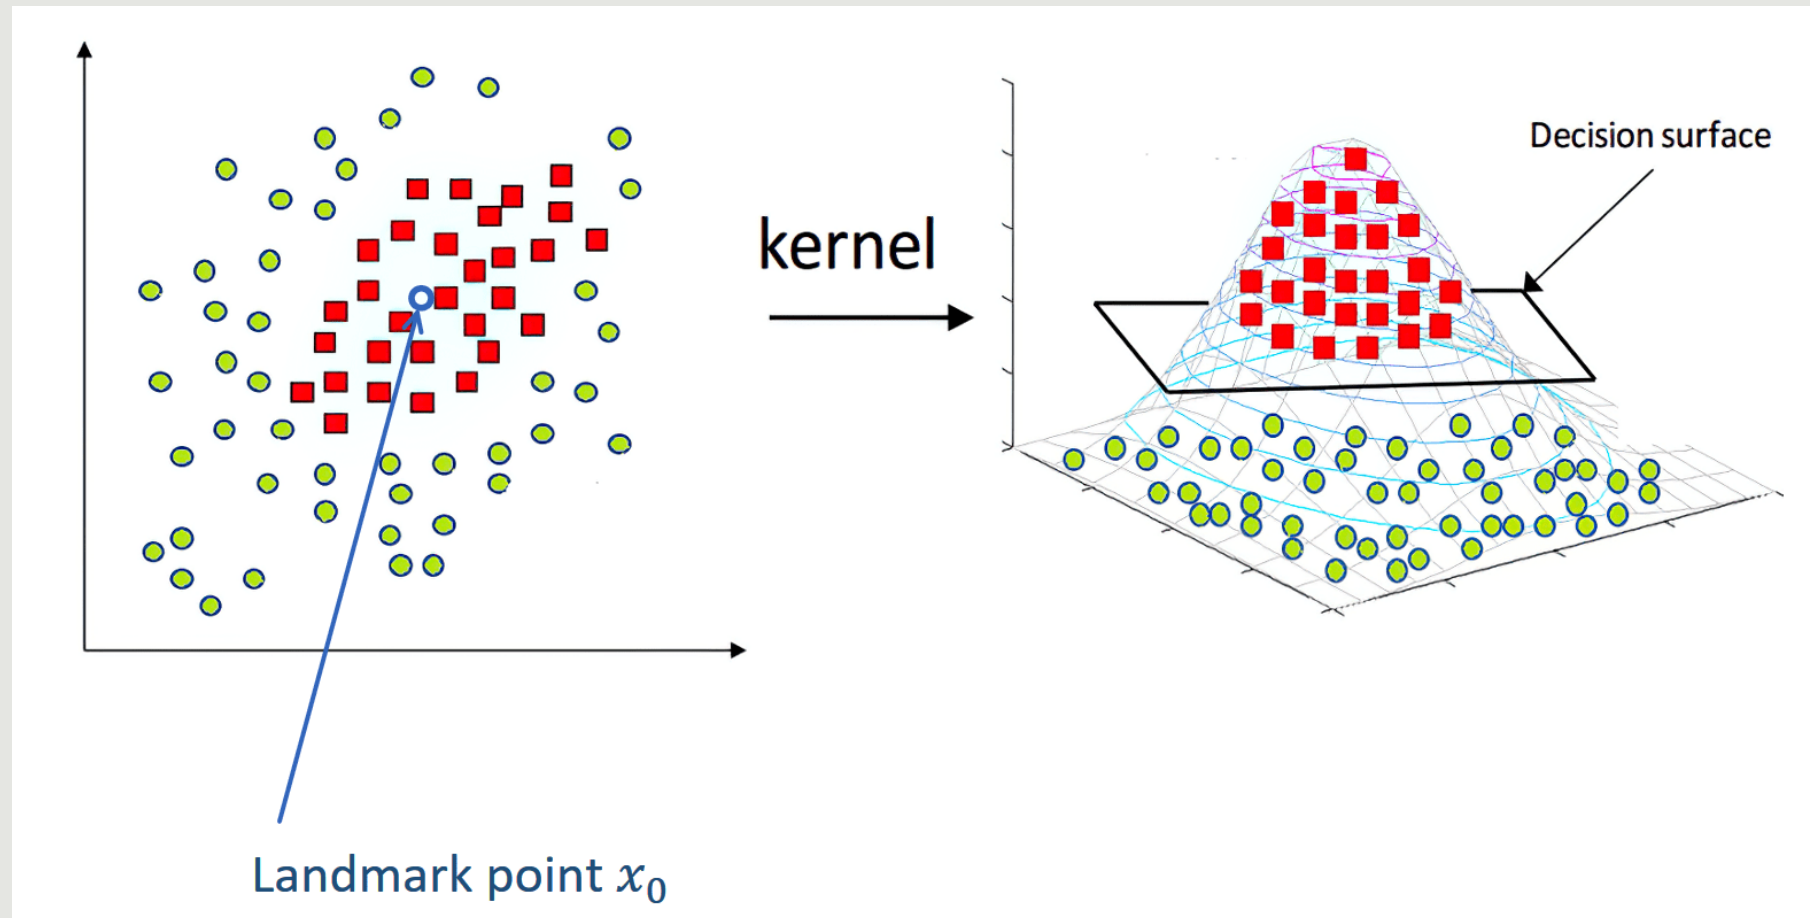 kernel
Decision surface
Landmark point x₀